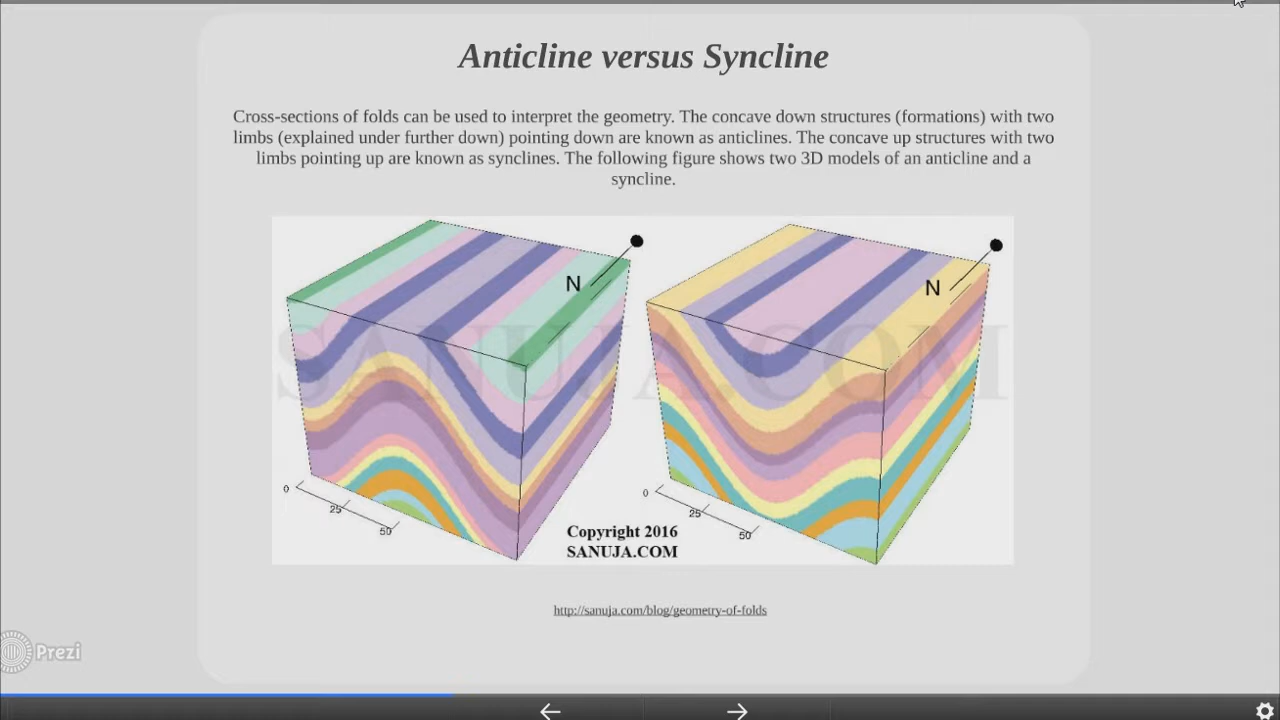 Anticline versus Syncline
Cross-sections of folds can be used to interpret the geometry. The concave down structures (formations) with two
limbs (explained under further down) pointing down are known as anticlines. The concave up structures with two
limbs pointing up are known as synclines. The following figure shows two 3D models of an anticline and a
syncline.
N
N
SANUJA.COM
0
25
50
0
25
50
Copyright 2016
SANUJA.COM
http://sanuja.com/blog/geometry-of-folds
Prezi